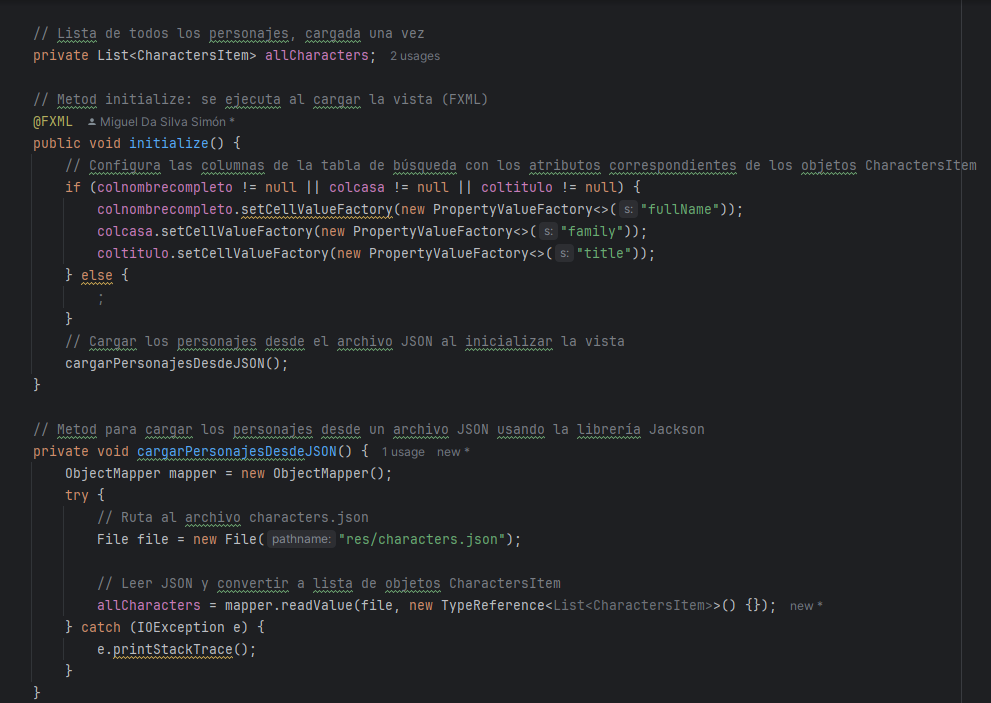 // Lista de todos los personajes, cargada una vez
private List<CharactersItem> allCharacters; 2 usages
// Metod initialize: se ejecuta al cargar la vista (FXML)
@FXML Miguel Da Silva Simón *
public void initialize() {
// Configura las columnas de la tabla de búsqueda con los atributos correspondientes de los objetos CharactersItem
if (colnombrecompleto != null || colcasa != null || coltitulo != null) {
colnombrecompleto.setCellValueFactory(new PropertyValueFactory<>( s: "fullName"));
colcasa.setCellValueFactory(new PropertyValueFactory<>( s: "family"));
coltitulo.setCellValueFactory(new PropertyValueFactory<>( s: "title"));
} else {
;
}
// Cargar los personajes desde el archivo JSON al inicializar la vista
cargarPersonajesDesdeJSON();
}
// Metod para cargar los personajes desde un archivo JSON usando la librería Jackson
private void cargarPersonajesDesdeJSON() { 1 usage new *
ObjectMapper mapper = new ObjectMapper();
try {
// Ruta al archivo characters.json
File file = new File( pathname: "res/characters.json");
// Leer JSON y convertir a lista de objetos CharactersItem
allCharacters = mapper.readValue(file, new TypeReference<List<CharactersItem>>() {}); new *
} catch (IOException e) {
e.printStackTrace();
}
}